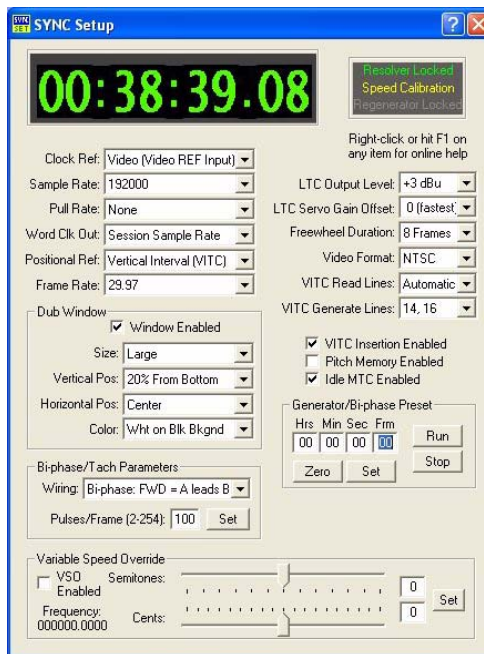 SYNC SET SYNC Setup
00:38:39.08
Resolver Locked
Speed Calibration
Regenerator Locked
Right-click or hit F1 on
any item for online help
Clock Ref: Video (Video REF Input)
Sample Rate: 192000
Pull Rate: None
Word Clk Out: Session Sample Rate
Positional Ref: Vertical Interval (VITC)
Frame Rate: 29.97
LTC Output Level: +3 dBu
LTC Servo Gain Offset: 0 (fastest)
Freewheel Duration: 8 Frames
Video Format: NTSC
VITC Read Lines: Automatic
VITC Generate Lines: 14, 16
Dub Window
Window Enabled
Size: Large
Vertical Pos: 20% From Bottom
Horizontal Pos: Center
Color: Wht on Blk Bkgnd
VITC Insertion Enabled
Pitch Memory Enabled
Idle MTC Enabled
Generator/Bi-phase Preset
Hrs Min Sec Frm
00 00 00 00
Run
Zero Set Stop
Bi-phase/Tach Parameters
Wiring: Bi-phase: FWD = A leads B
Pulses/Frame (2-254): 100 Set
Variable Speed Override
VSO Enabled
Semitones: 0
Frequency:
000000.0000
Cents: 0
Set